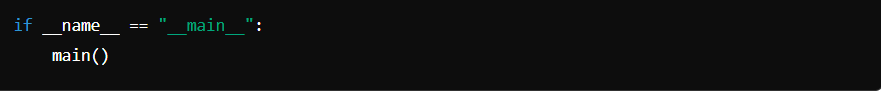 if __name__ == "__main__":
    main()